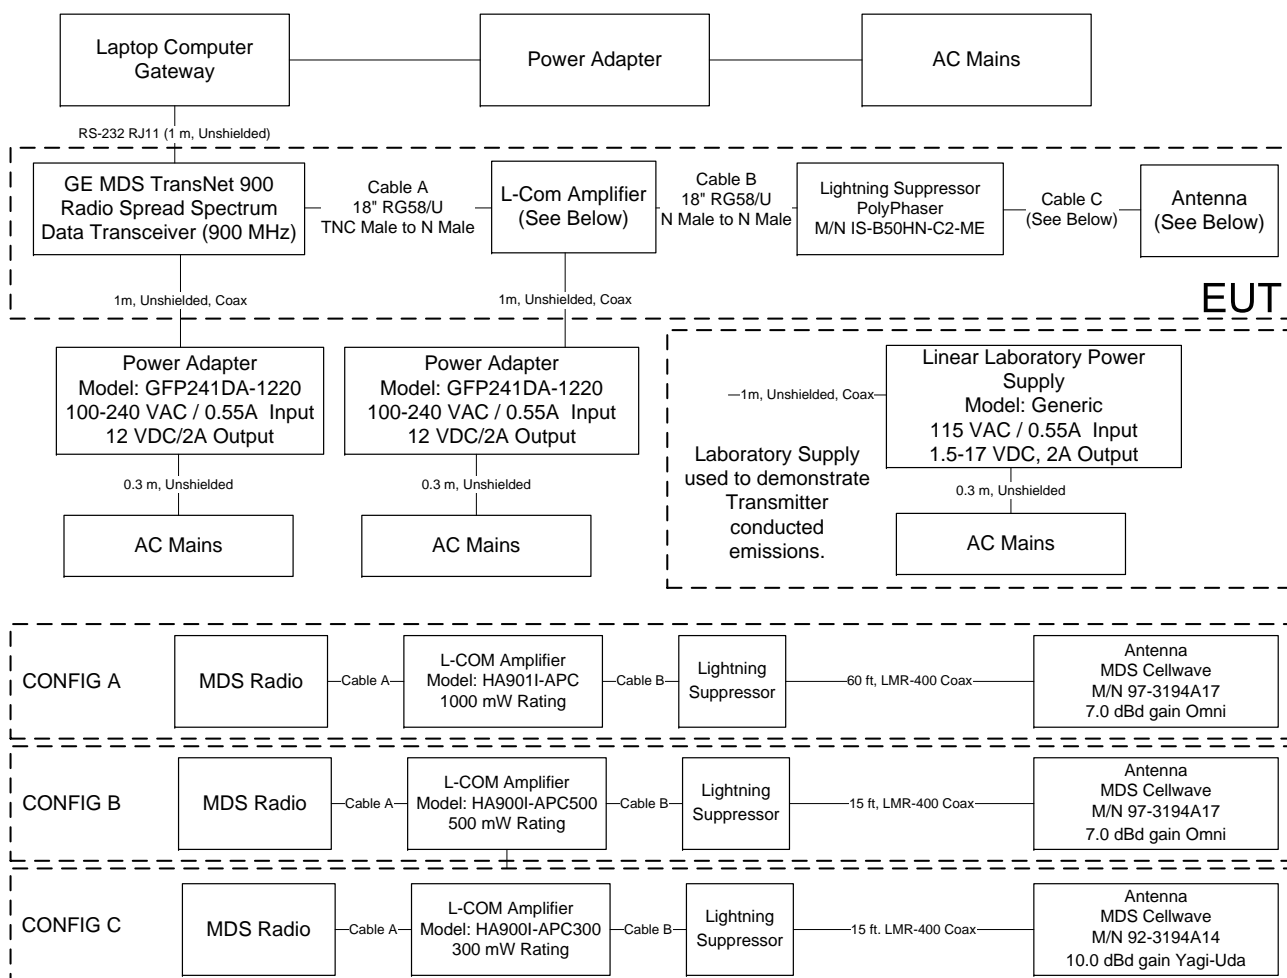 Laptop Computer
Gateway
Power Adapter
AC Mains
RS-232 RJ11 (1 m, Unshielded)
GE MDS TransNet 900
Radio Spread Spectrum
Data Transceiver (900 MHz)
Cable A
18" RG58/U
TNC Male to N Male
L-Com Amplifier
(See Below)
Cable B
18" RG58/U
N Male to N Male
Lightning Suppressor
PolyPhaser
M/N IS-B50HN-C2-ME
Cable C
(See Below)
Antenna
(See Below)
1m, Unshielded, Coax
1m, Unshielded, Coax
EUT
Power Adapter
Model: GFP241DA-1220
100-240 VAC / 0.55A Input
12 VDC/2A Output
Power Adapter
Model: GFP241DA-1220
100-240 VAC / 0.55A Input
12 VDC/2A Output
1m, Unshielded, Coax
Linear Laboratory Power
Supply
Model: Generic
115 VAC / 0.55A Input
1.5-17 VDC, 2A Output
Laboratory Supply
used to demonstrate
Transmitter
conducted
emissions.
0.3 m, Unshielded
0.3 m, Unshielded
0.3 m, Unshielded
AC Mains
AC Mains
AC Mains
CONFIG A
MDS Radio
Cable A
L-COM Amplifier
Model: HA901I-APC
1000 mW Rating
Cable B
Lightning
Suppressor
60 ft, LMR-400 Coax
Antenna
MDS Cellwave
M/N 97-3194A17
7.0 dBd gain Omni
CONFIG B
MDS Radio
Cable A
L-COM Amplifier
Model: HA900I-APC500
500 mW Rating
Cable B
Lightning
Suppressor
15 ft, LMR-400 Coax
Antenna
MDS Cellwave
M/N 97-3194A17
7.0 dBd gain Omni
CONFIG C
MDS Radio
Cable A
L-COM Amplifier
Model: HA900I-APC300
300 mW Rating
Cable B
Lightning
Suppressor
15 ft. LMR-400 Coax
Antenna
MDS Cellwave
M/N 92-3194A14
10.0 dBd gain Yagi-Uda